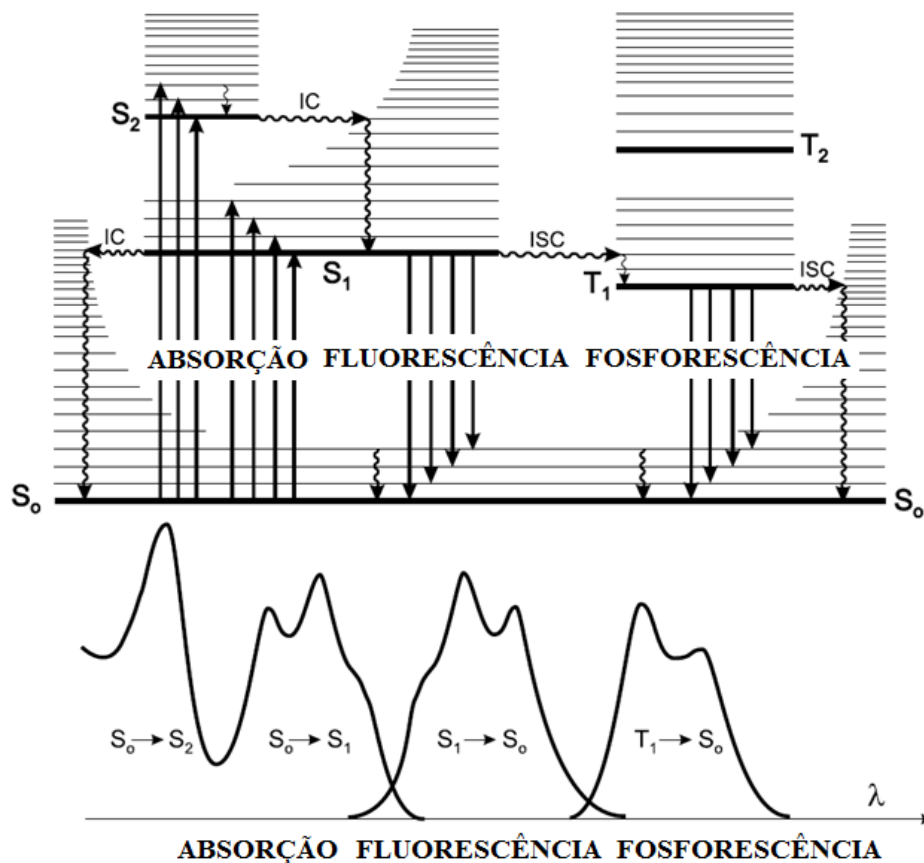 S₂
IC
T₂
IC
S₁
ISC
T₁
ISC
ABSORÇÃO FLUORESCÊNCIA FOSFORESCÊNCIA
Sₒ
Sₒ
Sₒ→S₂
Sₒ→S₁
S₁→Sₒ
T₁→Sₒ
λ
ABSORÇÃO FLUORESCÊNCIA FOSFORESCÊNCIA